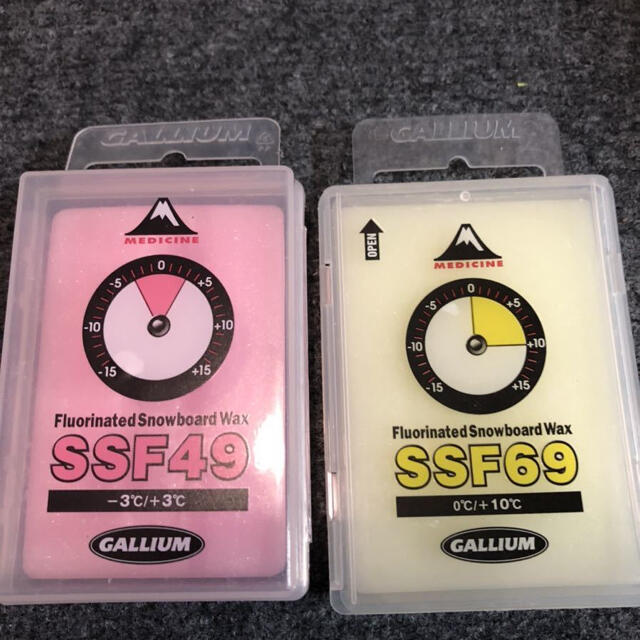 GALLIUM
MEDICINE
0
-5
+5
-10
+10
-15
+15
Fluorinated Snowboard Wax
SSF49
-3℃/+3℃
GALLIUM
GALLIUM
OPEN
MEDICINE
0
-5
+5
-10
+10
-15
+15
Fluorinated Snowboard Wax
SSF69
0℃/+10℃
GALLIUM